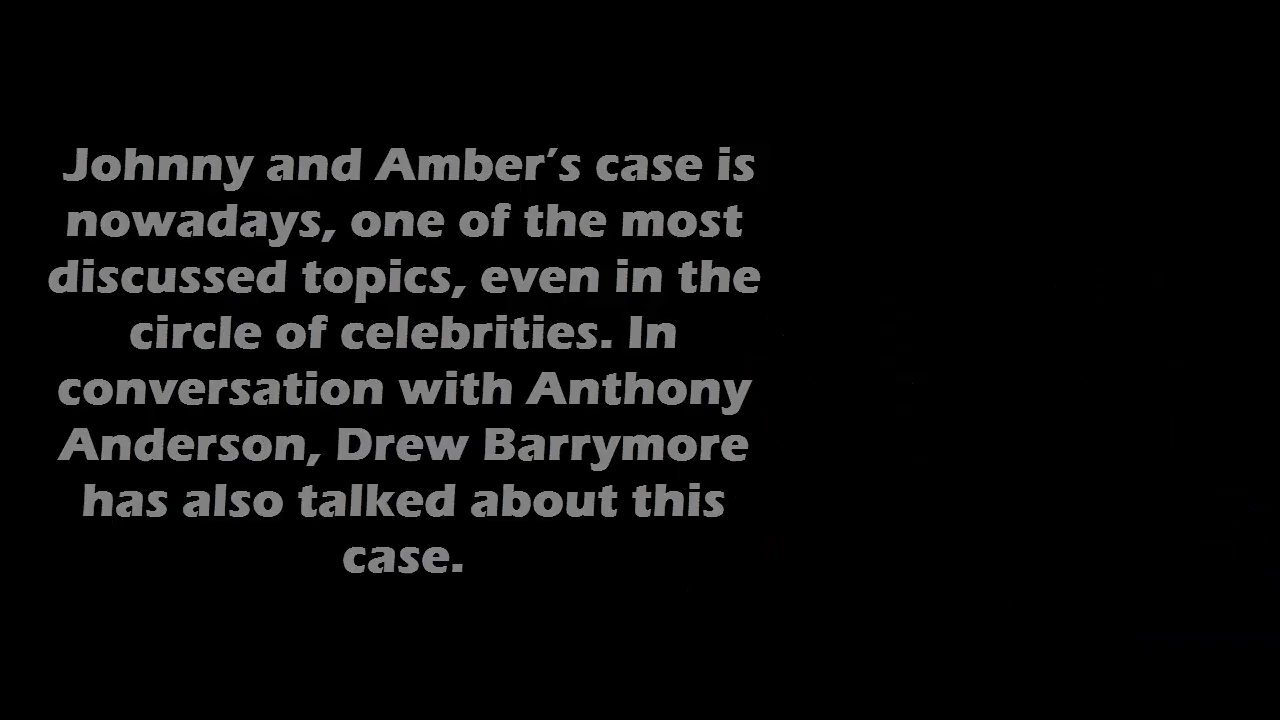 Johnny and Amber’s case is
nowadays, one of the most
discussed topics, even in the
circle of celebrities. In
conversation with Anthony
Anderson, Drew Barrymore
has also talked about this
case.